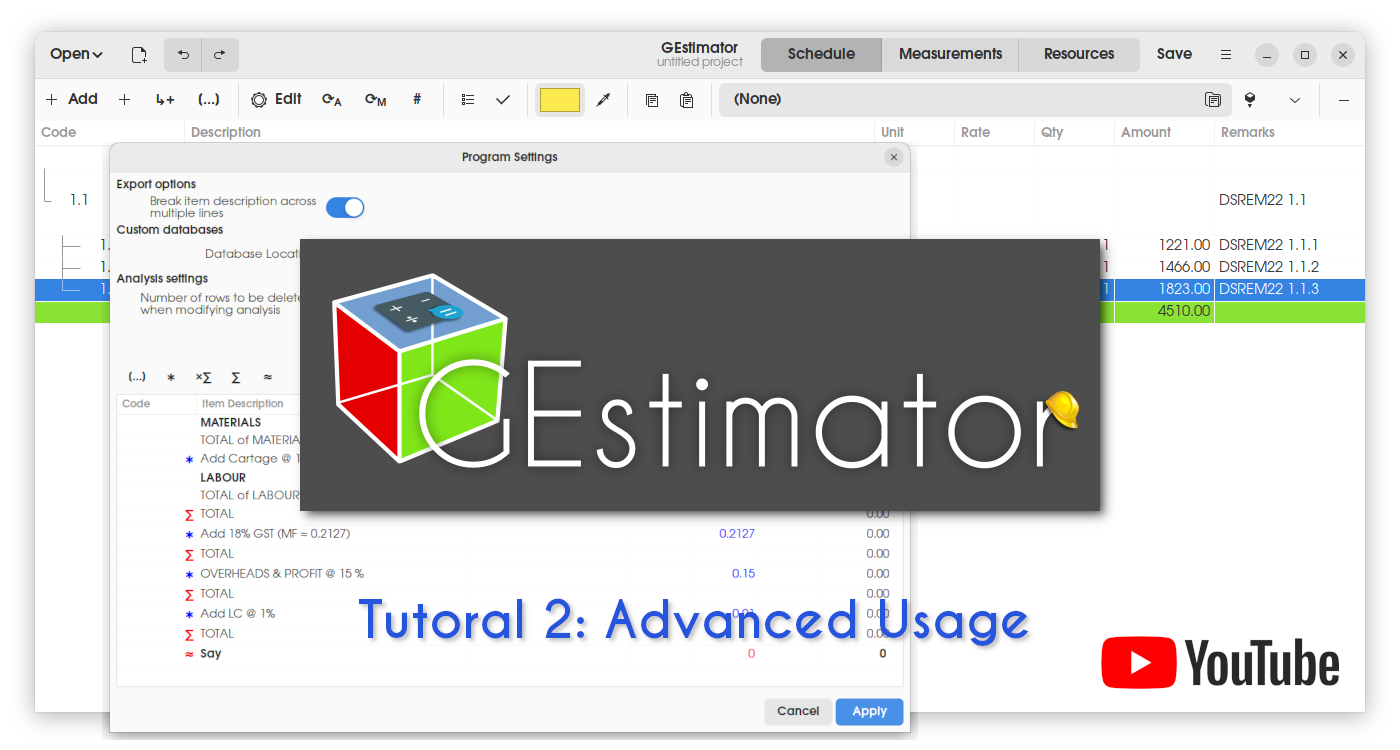 Open
GEstimator
untitled project
Schedule Measurements Resources Save
Add (...) Edit A M # (None)
Code Description Unit Rate Qty Amount Remarks
Program Settings
Export options
Break item description across
multiple lines
1.1 DSREM22 1.1
Custom databases
1. 1 1221.00 DSREM22 1.1.1
Database Locati
1. 1 1466.00 DSREM22 1.1.2
Analysis settings
1. 1 1823.00 DSREM22 1.1.3
Number of rows to be delete
when modifying analysis
4510.00
GEstimator
(...) * ×∑ ∑ ≈
Code Item Description
MATERIALS
TOTAL of MATERIA
* Add Cartage @ 1
LABOUR
TOTAL of LABOUR
∑ TOTAL 0.00
* Add 18% GST (MF = 0.2127) 0.2127 0.00
∑ TOTAL 0.00
* OVERHEADS & PROFIT @ 15 % 0.15 0.00
∑ TOTAL 0.00
* Add LC @ 1% 0.01 0.00
Tutoral 2: Advanced Usage
∑ TOTAL 0.00
≈ Say 0 0
YouTube
Cancel Apply